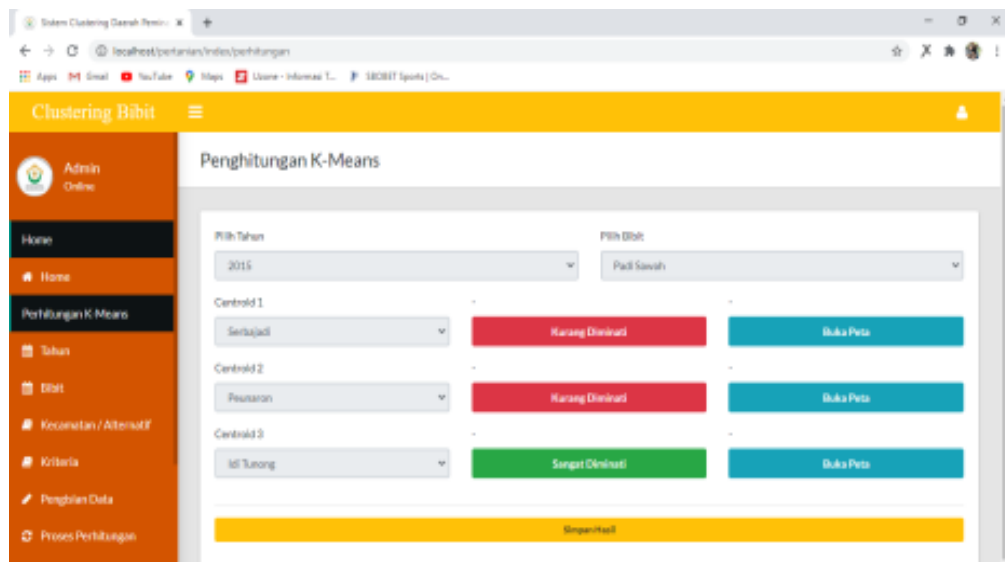 Sistem Clustering Daerah Pemin
localhost/pertanian/index/perhitungan
Apps Gmail YouTube Maps
Clustering Bibit
Penghitungan K-Means
Admin
Online
Home
Home
Perhitungan K-Means
Tahun
Bibit
Kecamatan / Alternatif
Kriteria
Pengisian Data
Proses Perhitungan
Pilih Tahun Pilih Bibit
2015 Padi Sawah
Centroid 1 - -
Serbajadi Kurang Diminati Buka Peta
Centroid 2 - -
Peunaron Kurang Diminati Buka Peta
Centroid 3 - -
Idi Tunong Sangat Diminati Buka Peta
Simpan Hasil